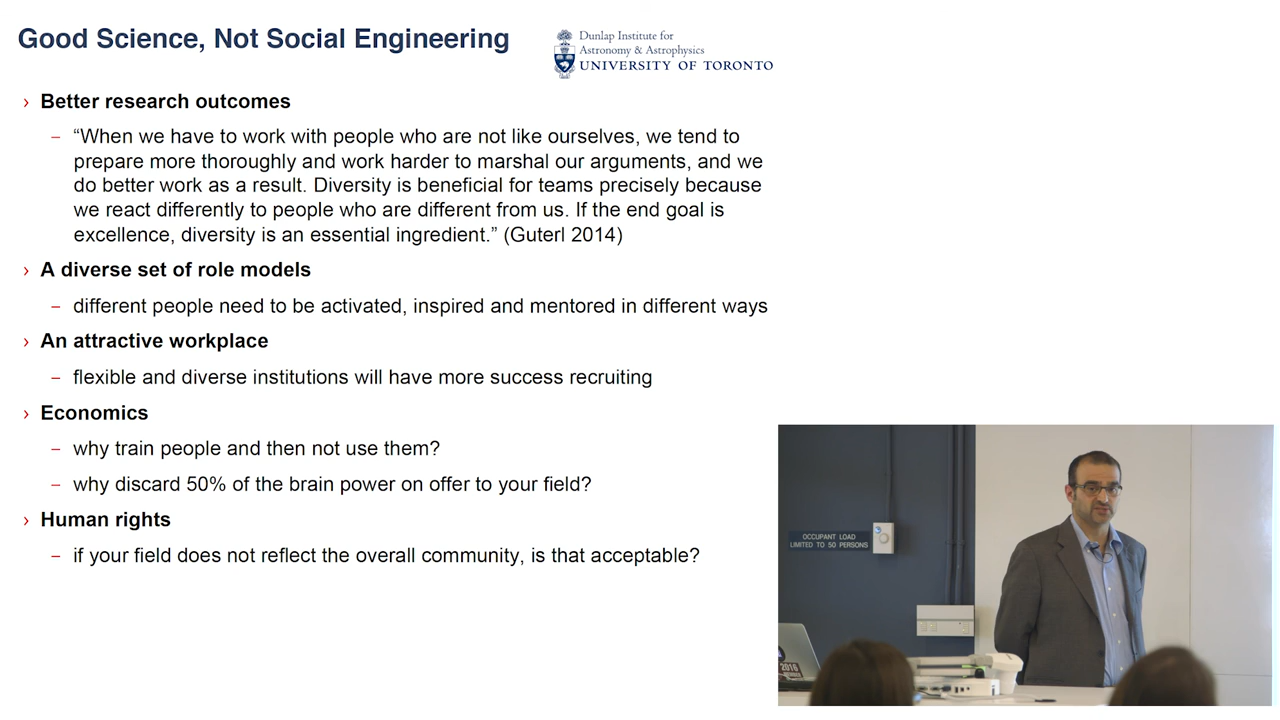 Good Science, Not Social Engineering
Dunlap Institute for
Astronomy & Astrophysics
UNIVERSITY OF TORONTO
› Better research outcomes
– “When we have to work with people who are not like ourselves, we tend to
prepare more thoroughly and work harder to marshal our arguments, and we
do better work as a result. Diversity is beneficial for teams precisely because
we react differently to people who are different from us. If the end goal is
excellence, diversity is an essential ingredient.” (Guterl 2014)
› A diverse set of role models
– different people need to be activated, inspired and mentored in different ways
› An attractive workplace
– flexible and diverse institutions will have more success recruiting
› Economics
– why train people and then not use them?
– why discard 50% of the brain power on offer to your field?
› Human rights
– if your field does not reflect the overall community, is that acceptable?
OCCUPANT LOAD
LIMITED TO 50 PERSONS
2016